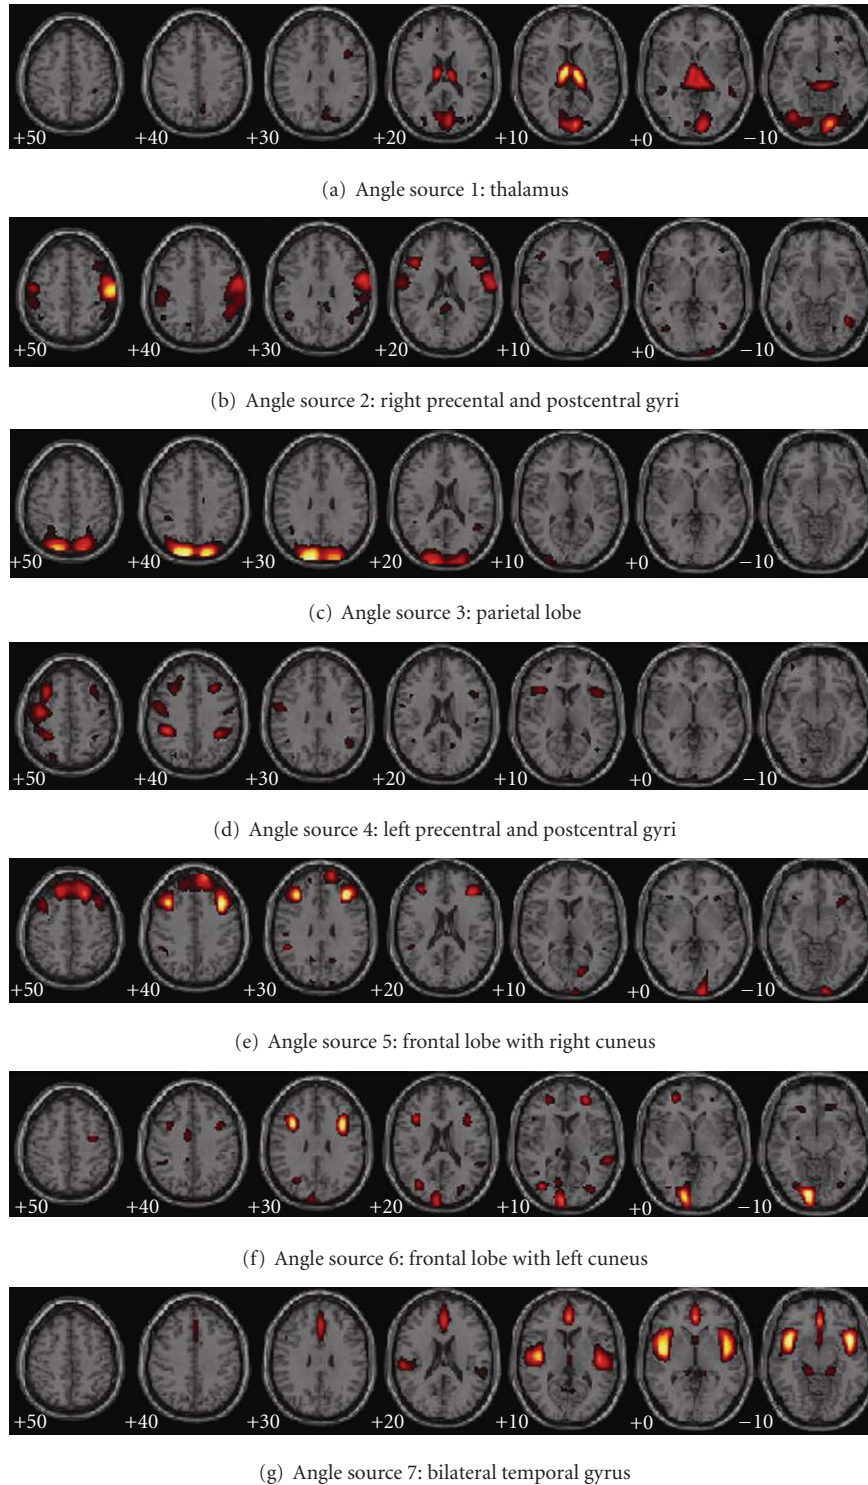 +50 +40 +30 +20 +10 +0 −10
(a) Angle source 1: thalamus
+50 +40 +30 +20 +10 +0 −10
(b) Angle source 2: right precental and postcentral gyri
+50 +40 +30 +20 +10 +0 −10
(c) Angle source 3: parietal lobe
+50 +40 +30 +20 +10 +0 −10
(d) Angle source 4: left precentral and postcentral gyri
+50 +40 +30 +20 +10 +0 −10
(e) Angle source 5: frontal lobe with right cuneus
+50 +40 +30 +20 +10 +0 −10
(f) Angle source 6: frontal lobe with left cuneus
+50 +40 +30 +20 +10 +0 −10
(g) Angle source 7: bilateral temporal gyrus